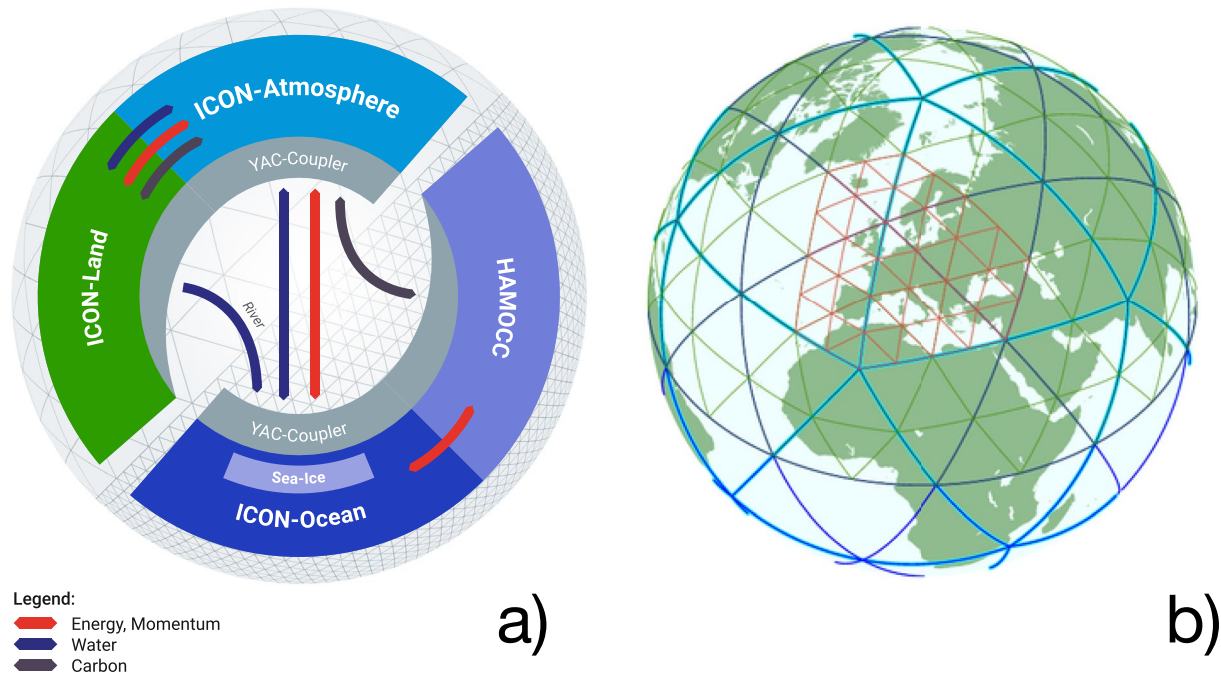 ICON-Atmosphere
YAC-Coupler
ICON-Land
HAMOCC
River
YAC-Coupler
Sea-Ice
ICON-Ocean
Legend:
Energy, Momentum
Water
Carbon
a)
b)